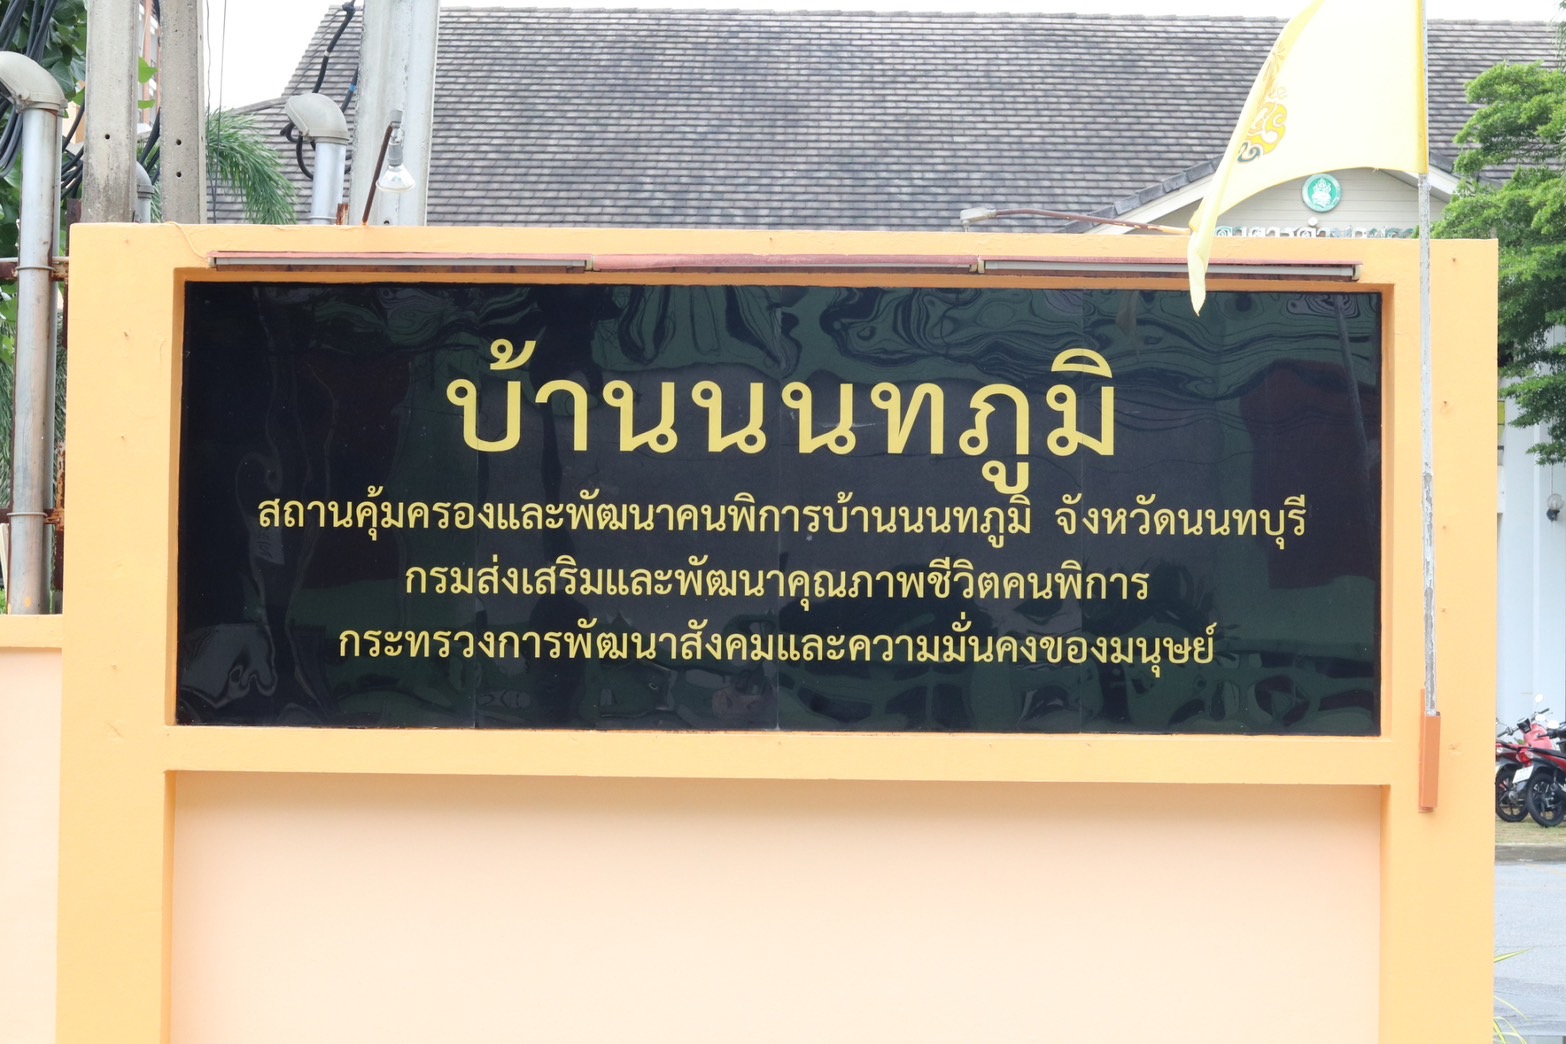 บ้านนนทภูมิ
สถานคุ้มครองและพัฒนาคนพิการบ้านนนทภูมิ จังหวัดนนทบุรี
กรมส่งเสริมและพัฒนาคุณภาพชีวิตคนพิการ
กระทรวงการพัฒนาสังคมและความมั่นคงของมนุษย์